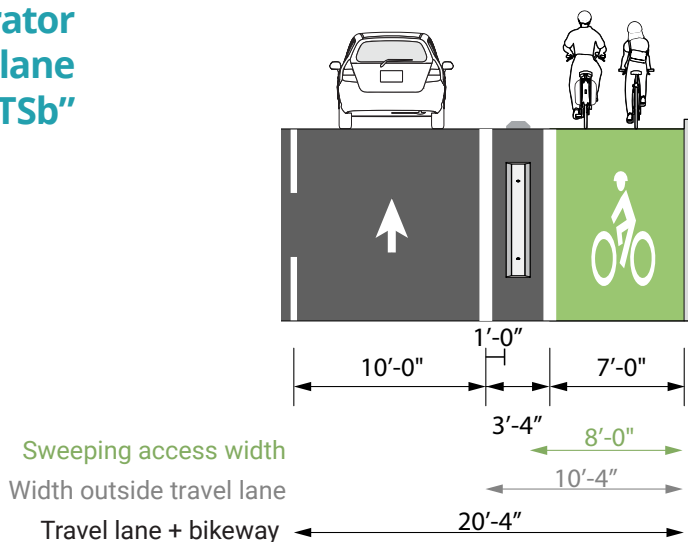 lane
TSb”
1’-0”
10’-0"
7’-0"
3’-4”
Sweeping access width
8’-0"
Width outside travel lane
10’-4”
Travel lane + bikeway
20’-4”